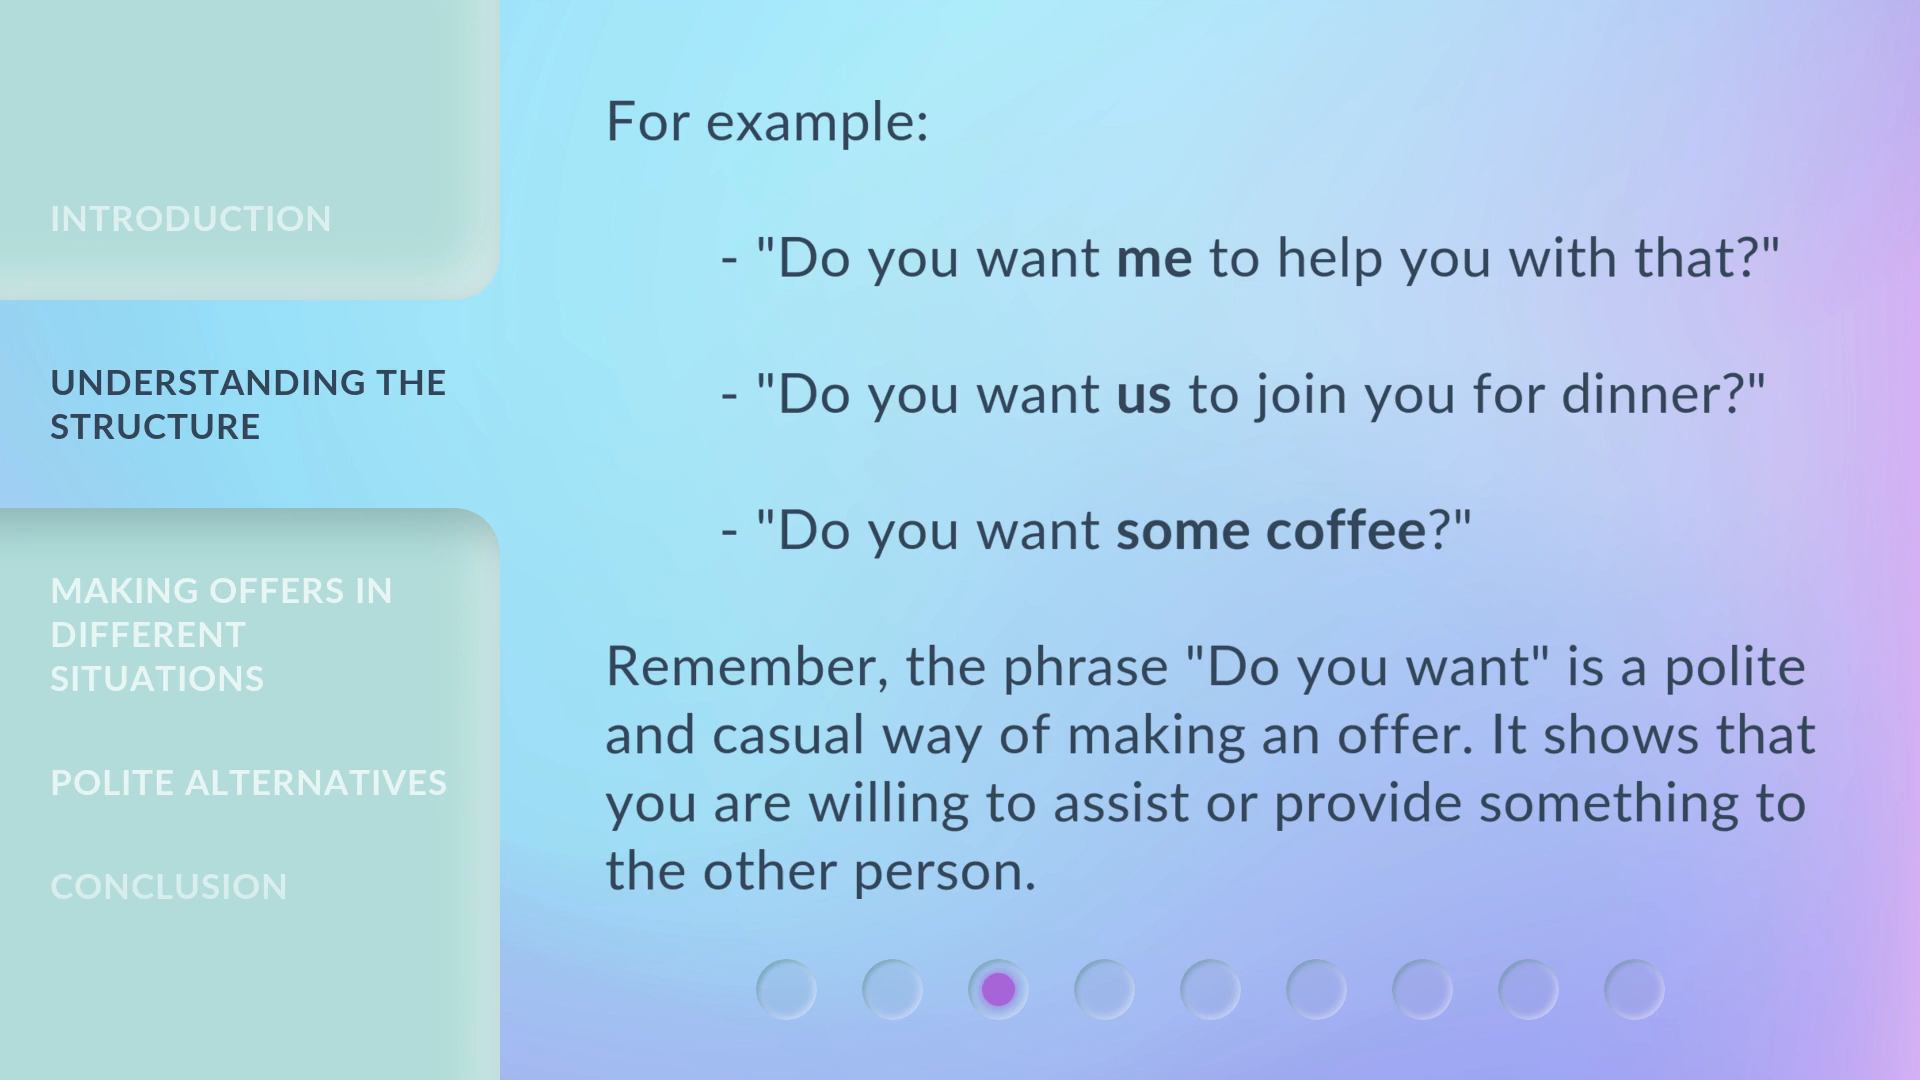 INTRODUCTION
UNDERSTANDING THE
STRUCTURE
MAKING OFFERS IN
DIFFERENT
SITUATIONS
POLITE ALTERNATIVES
CONCLUSION
For example:
- "Do you want me to help you with that?"
- "Do you want us to join you for dinner?"
- "Do you want some coffee?"
Remember, the phrase "Do you want" is a polite
and casual way of making an offer. It shows that
you are willing to assist or provide something to
the other person.